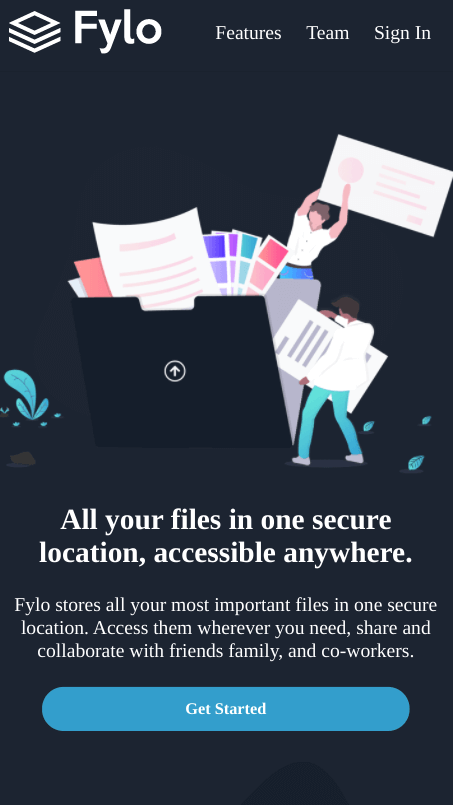 Fylo
Features Team Sign In
All your files in one secure
location, accessible anywhere.
Fylo stores all your most important files in one secure
location. Access them wherever you need, share and
collaborate with friends family, and co-workers.
Get Started